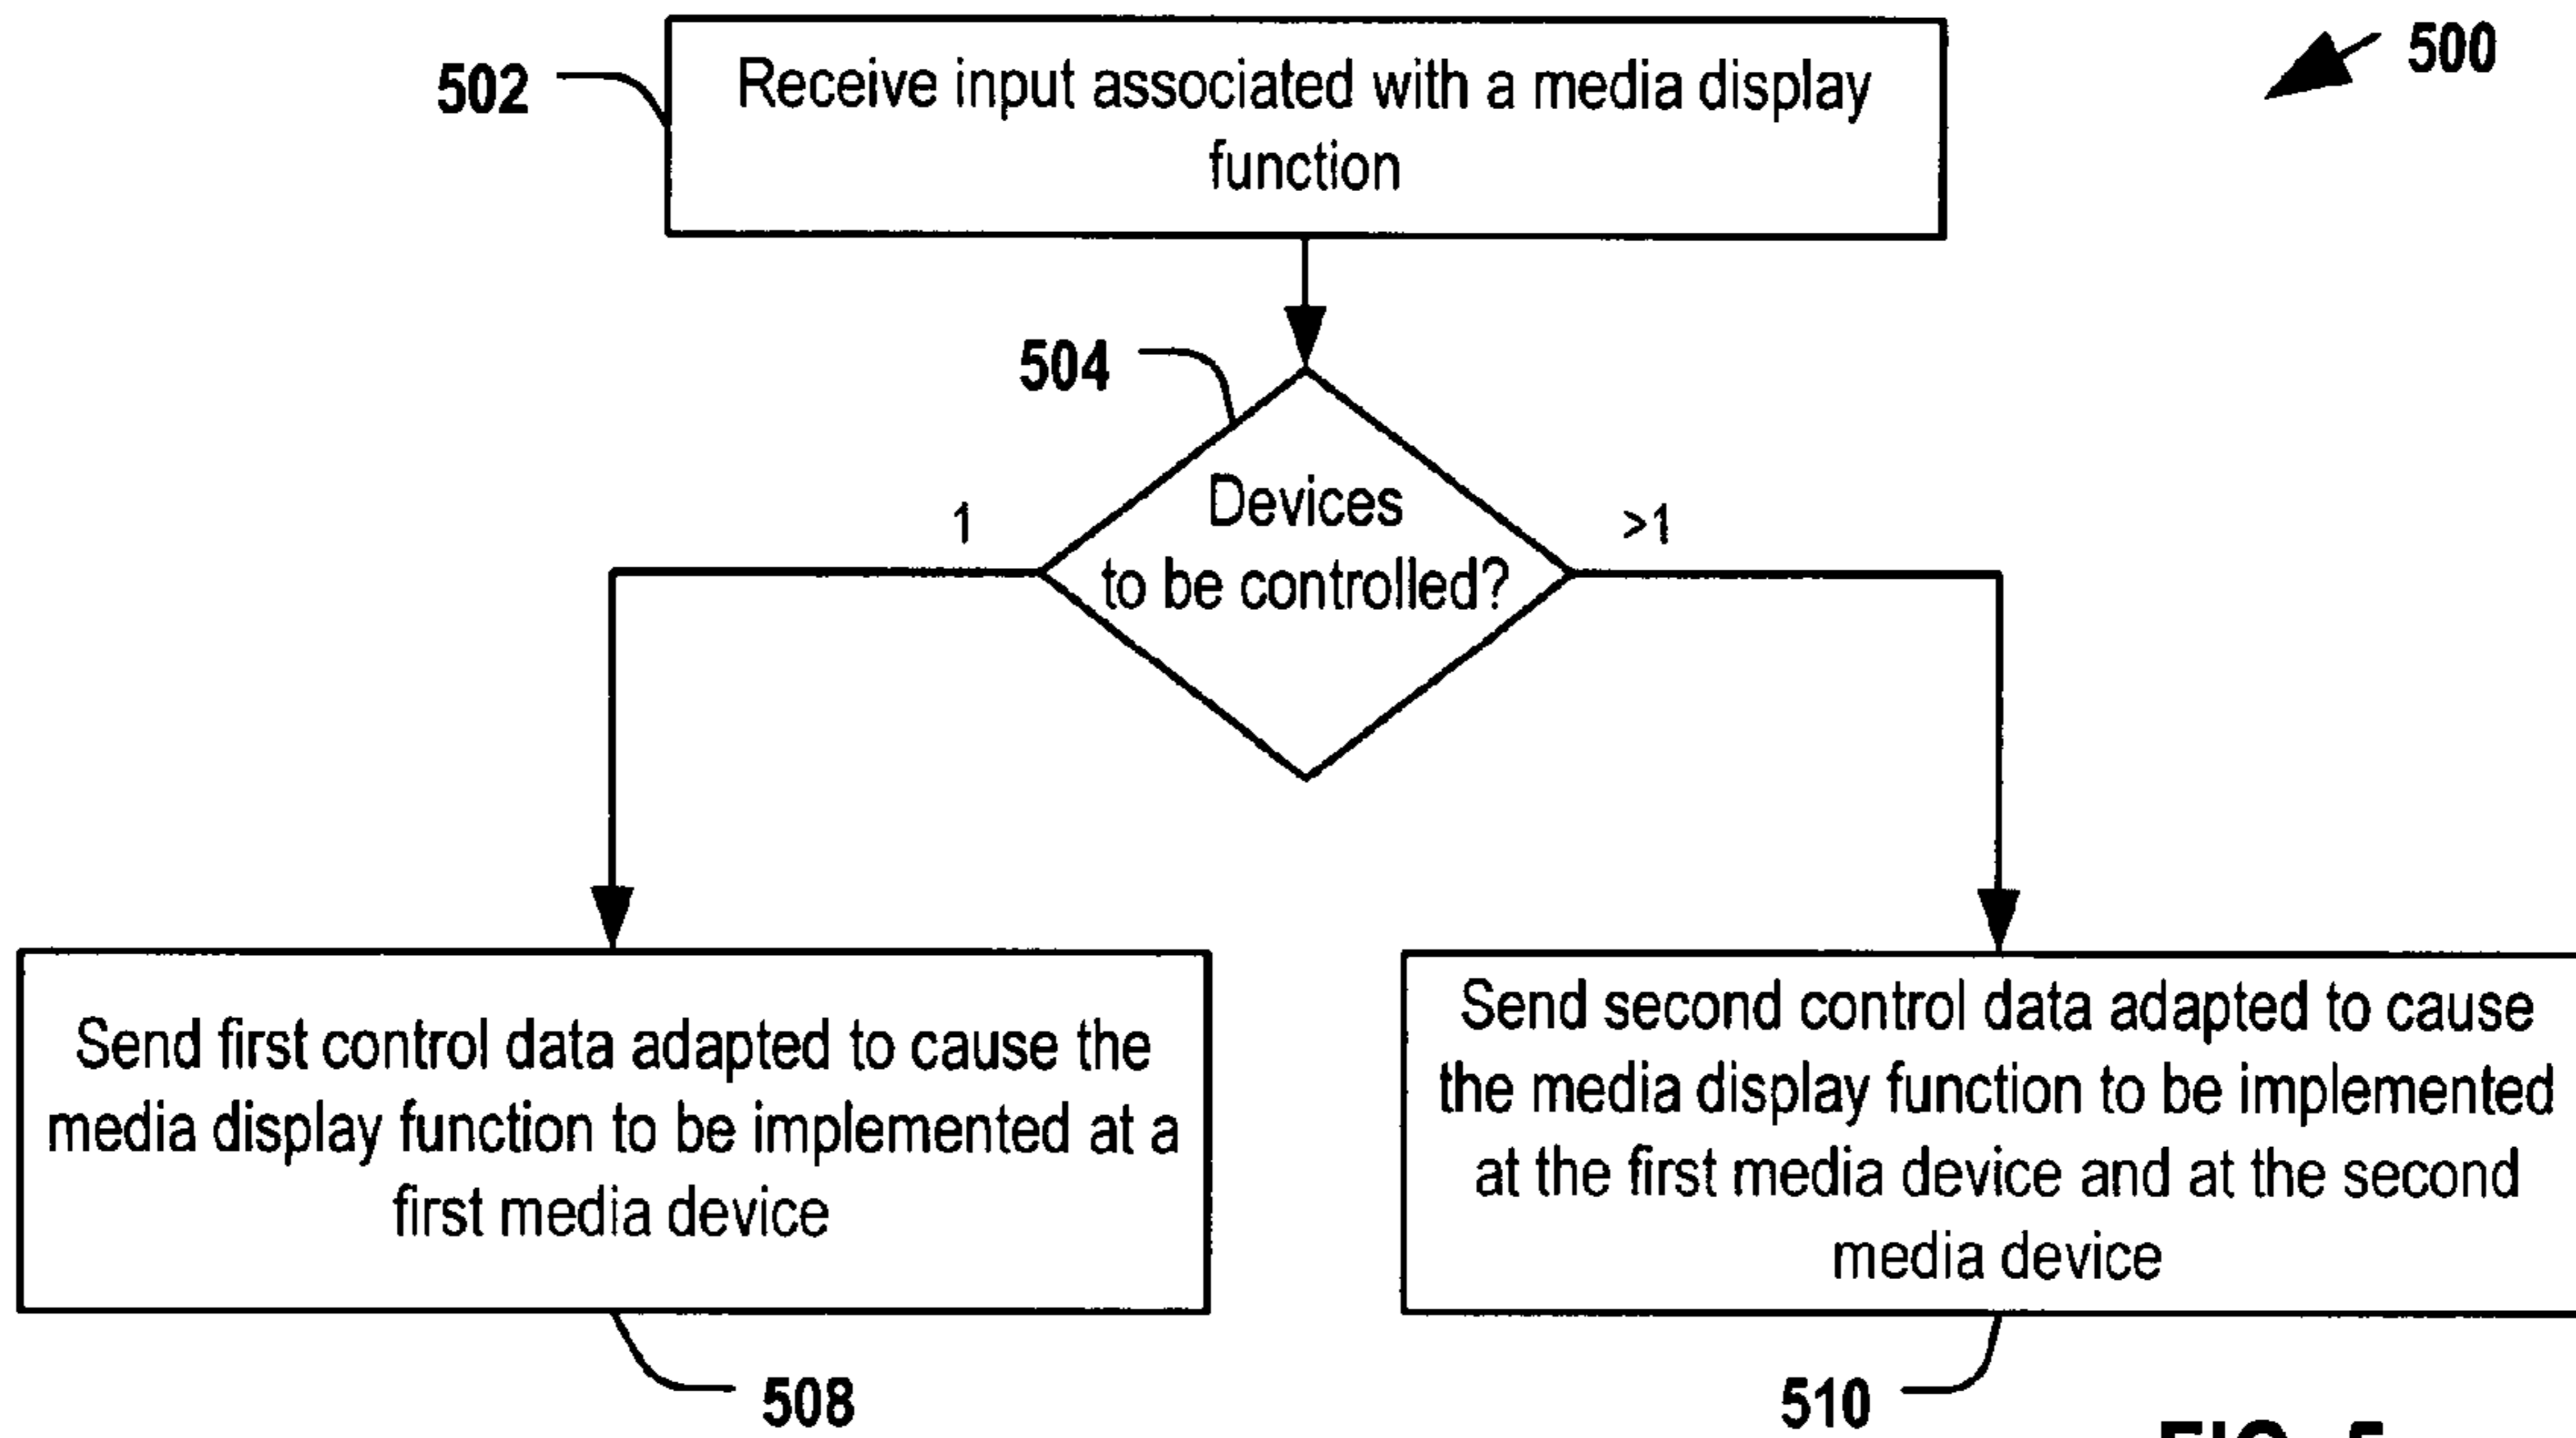 500
502
Receive input associated with a media display
function
504
Devices
to be controlled?
1
>1
Send first control data adapted to cause the
media display function to be implemented at a
first media device
Send second control data adapted to cause
the media display function to be implemented
at the first media device and at the second
media device
508
510
FIG. 5